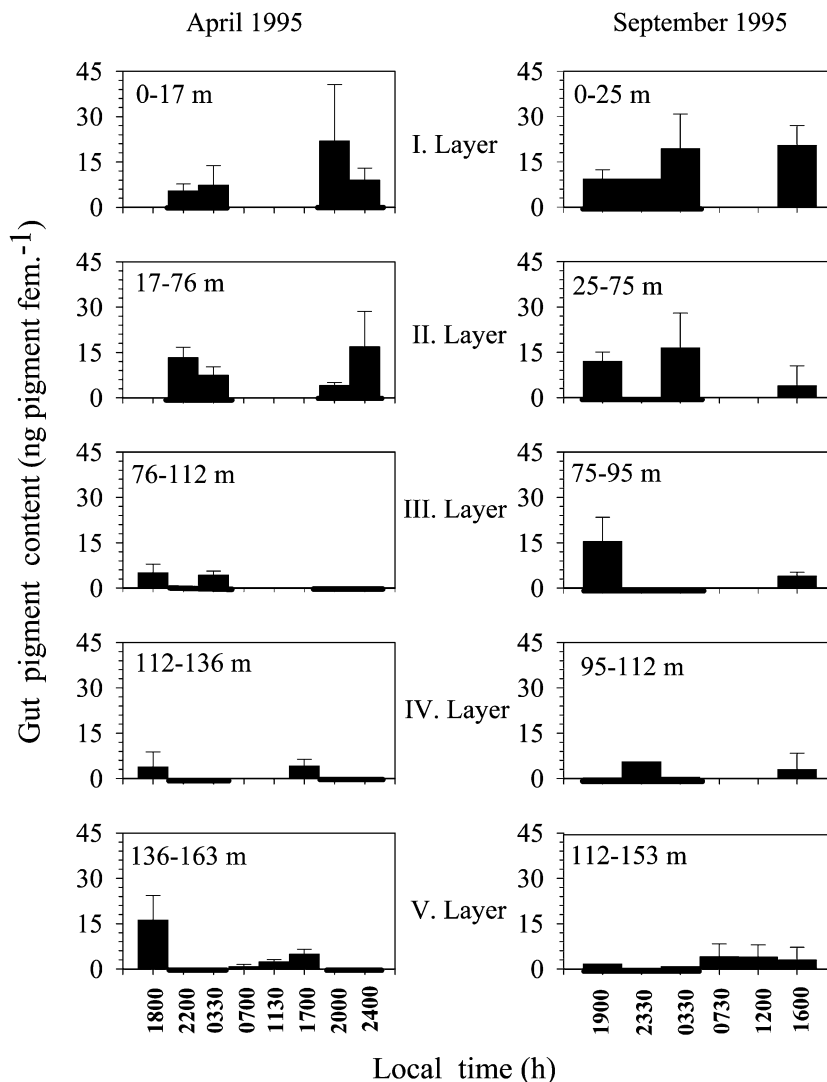 April 1995
September 1995
Gut pigment content (ng pigment fem.-1)
45
30
15
0
0-17 m
I. Layer
45
30
15
0
0-25 m
45
30
15
0
17-76 m
II. Layer
45
30
15
0
25-75 m
45
30
15
0
76-112 m
III. Layer
45
30
15
0
75-95 m
45
30
15
0
112-136 m
IV. Layer
45
30
15
0
95-112 m
45
30
15
0
136-163 m
V. Layer
45
30
15
0
112-153 m
1800
2200
0330
0700
1130
1700
2000
2400
1900
2330
0330
0730
1200
1600
Local time (h)